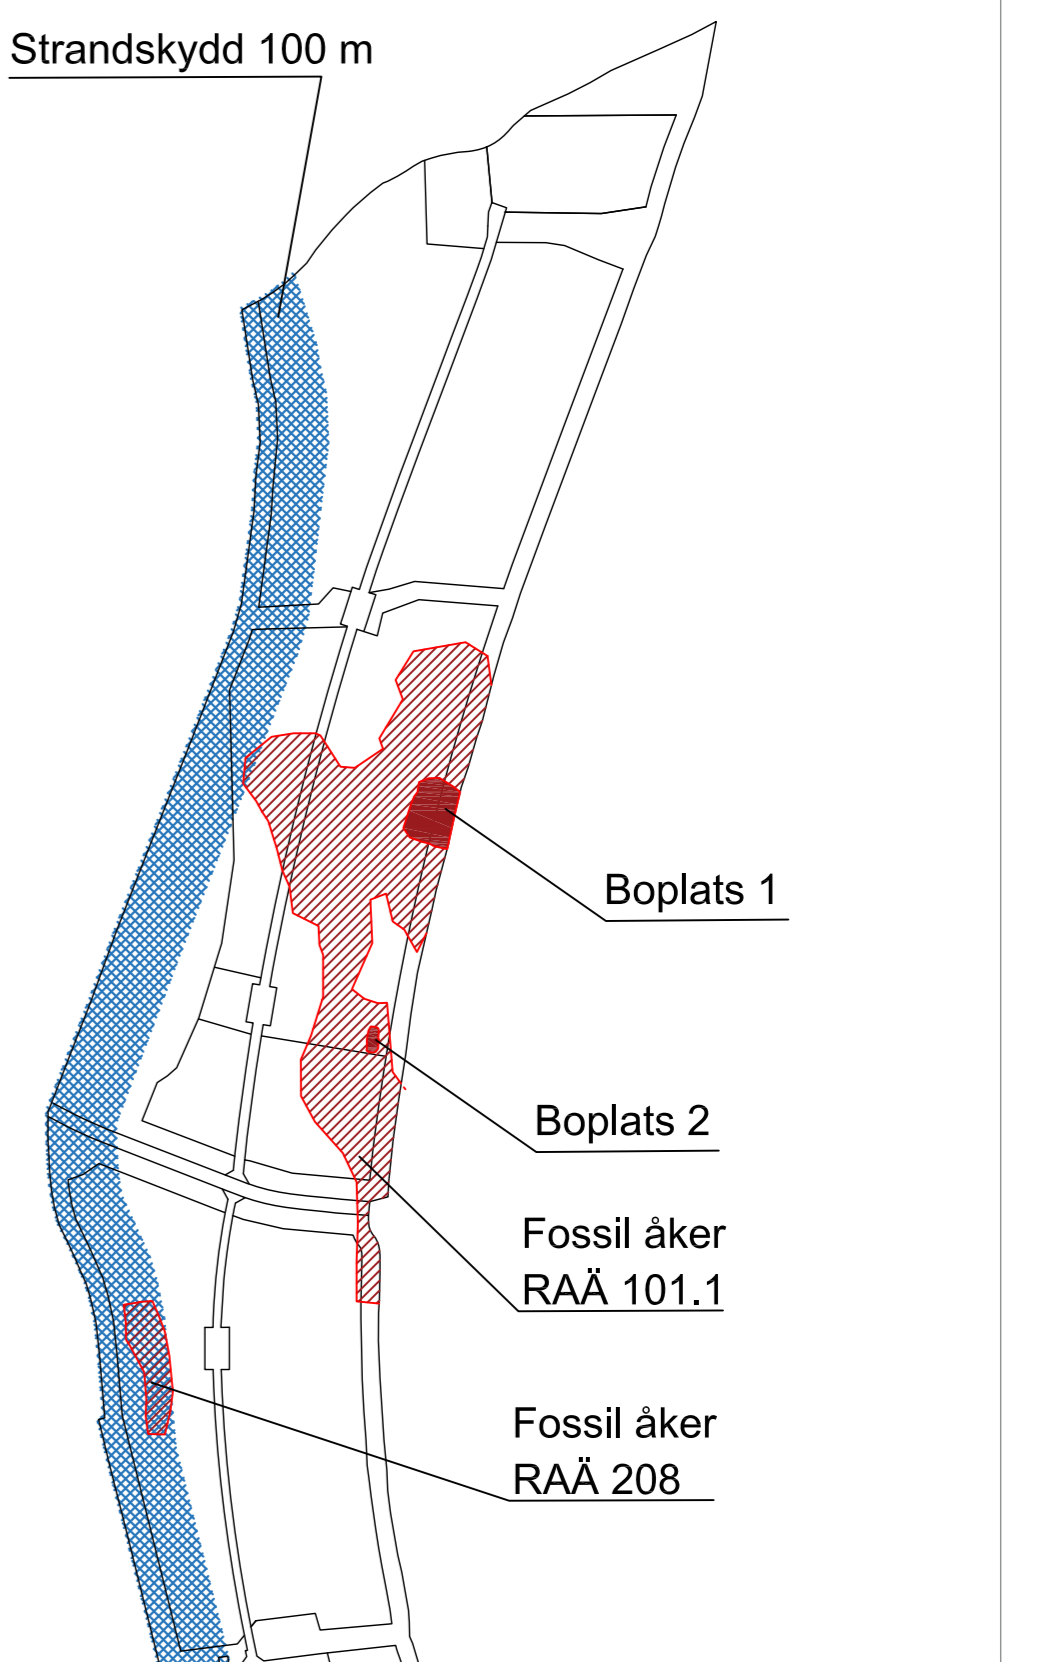 Strandskydd 100 m
Boplats 1
Boplats 2
Fossil åker
RAÄ 101.1
Fossil åker
RAÄ 208